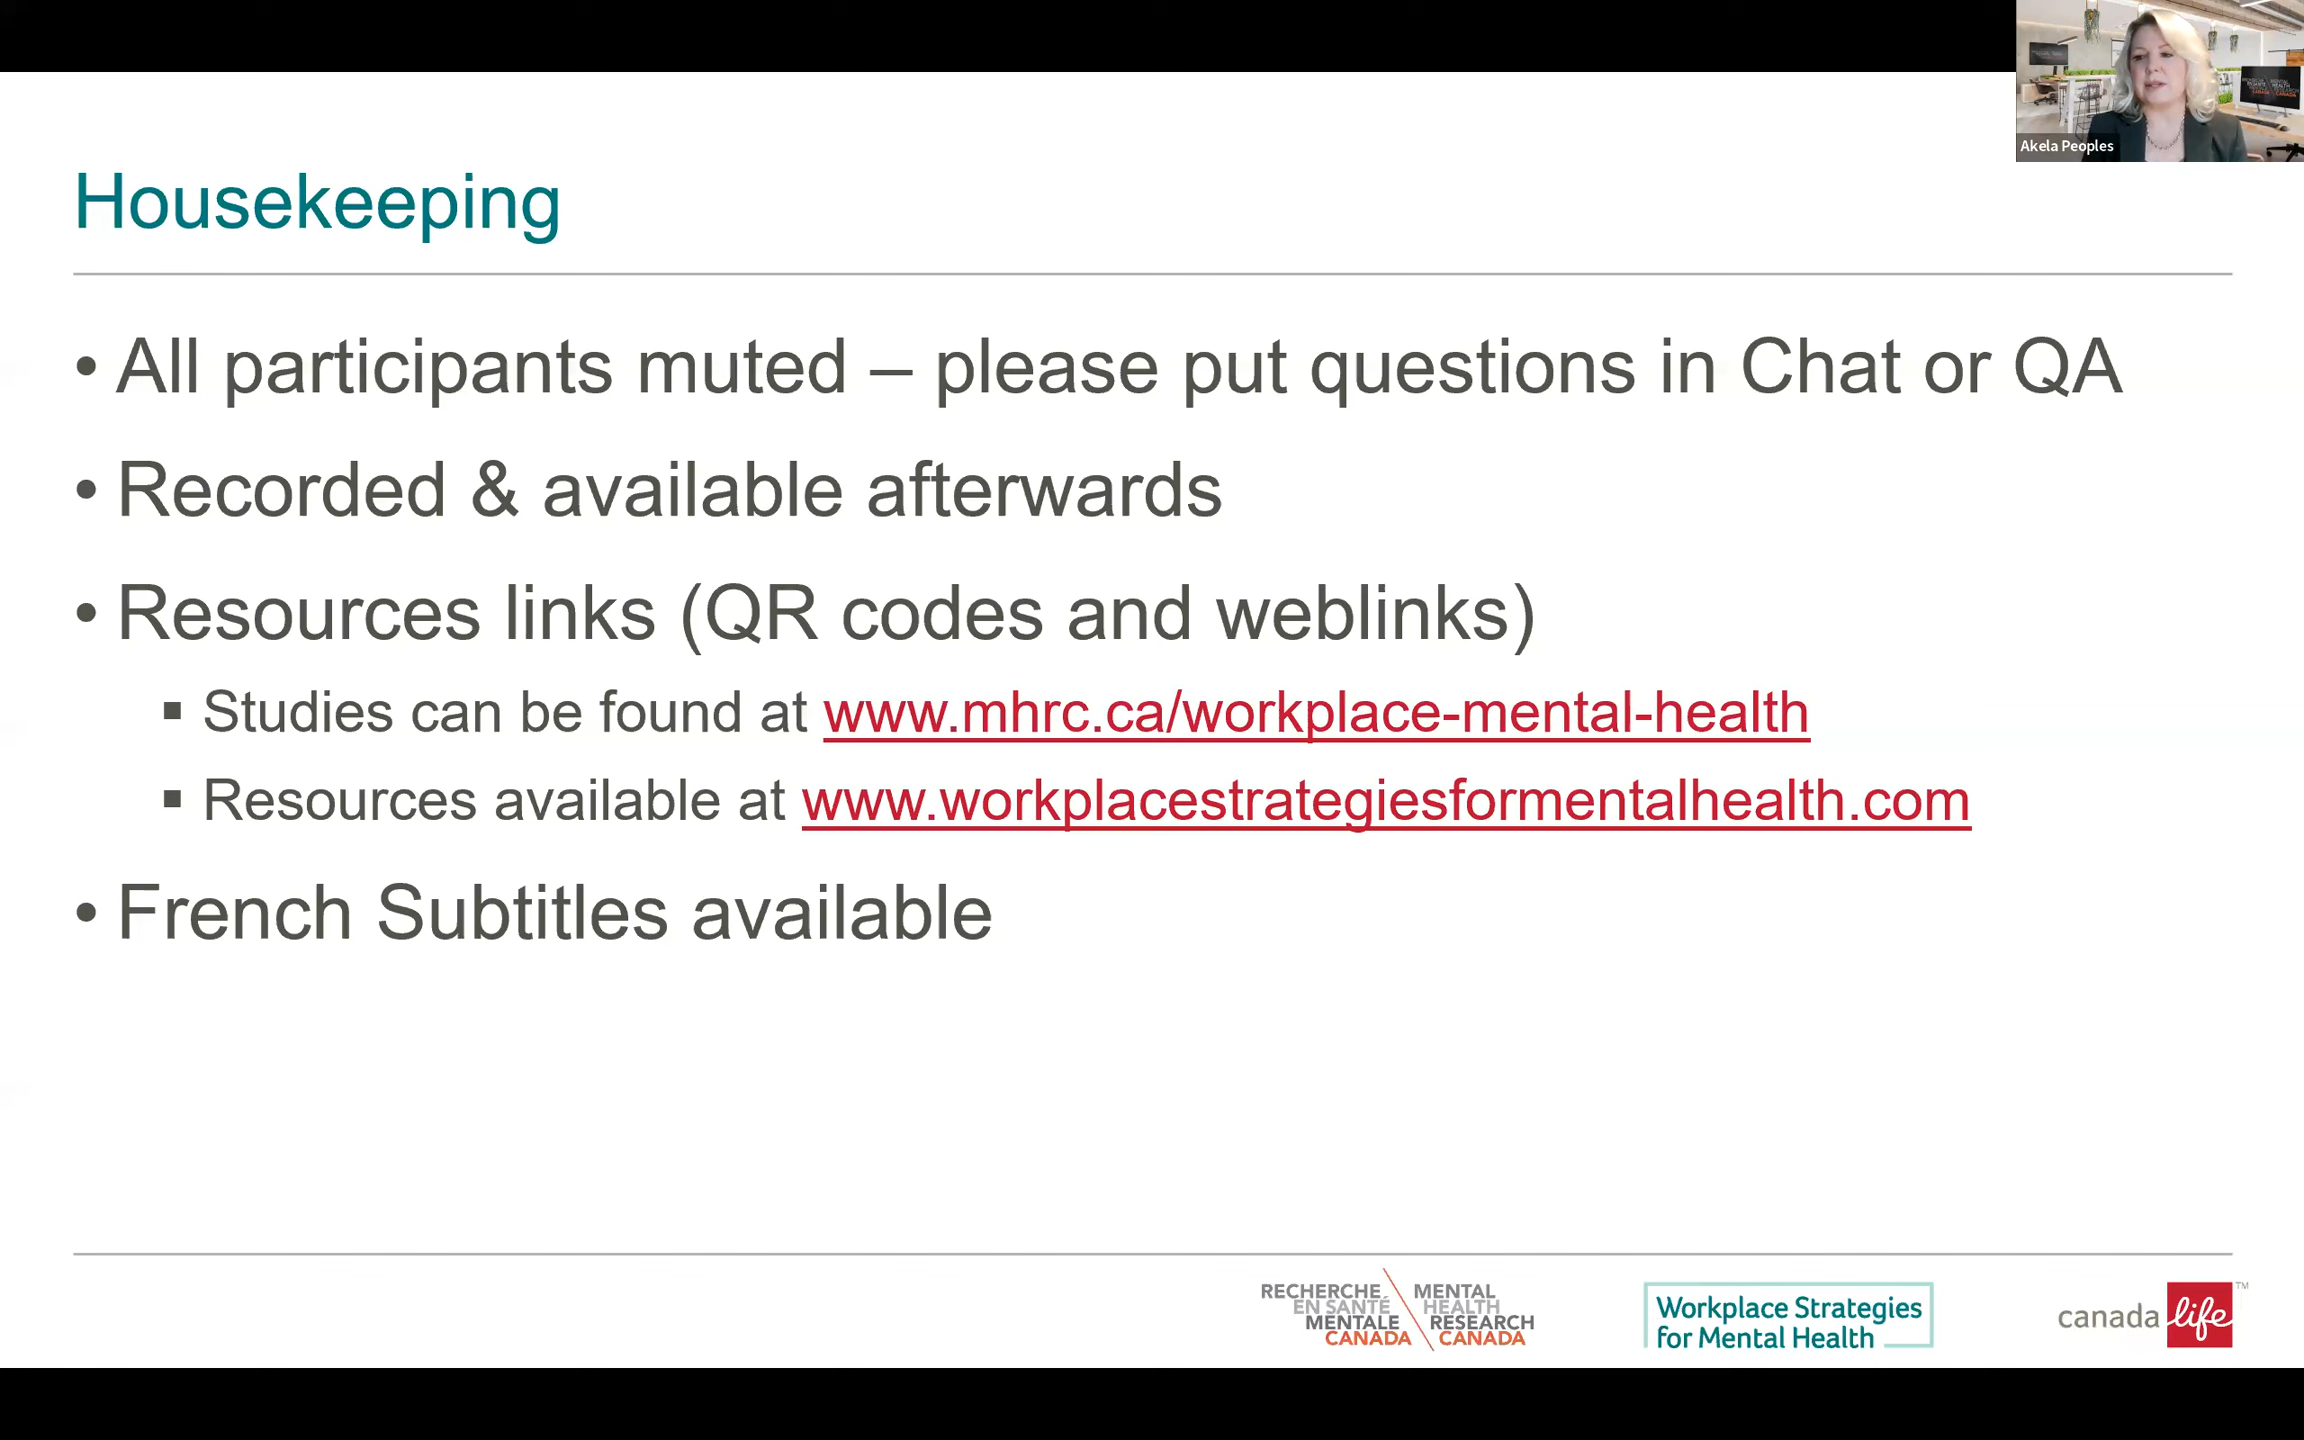 Akela Peoples
Housekeeping
• All participants muted – please put questions in Chat or QA
• Recorded & available afterwards
• Resources links (QR codes and weblinks)
▪ Studies can be found at www.mhrc.ca/workplace-mental-health
▪ Resources available at www.workplacestrategiesformentalhealth.com
• French Subtitles available
RECHERCHE
EN SANTÉ
MENTALE
CANADA
MENTAL
HEALTH
RESEARCH
CANADA
Workplace Strategies
for Mental Health
canada life™